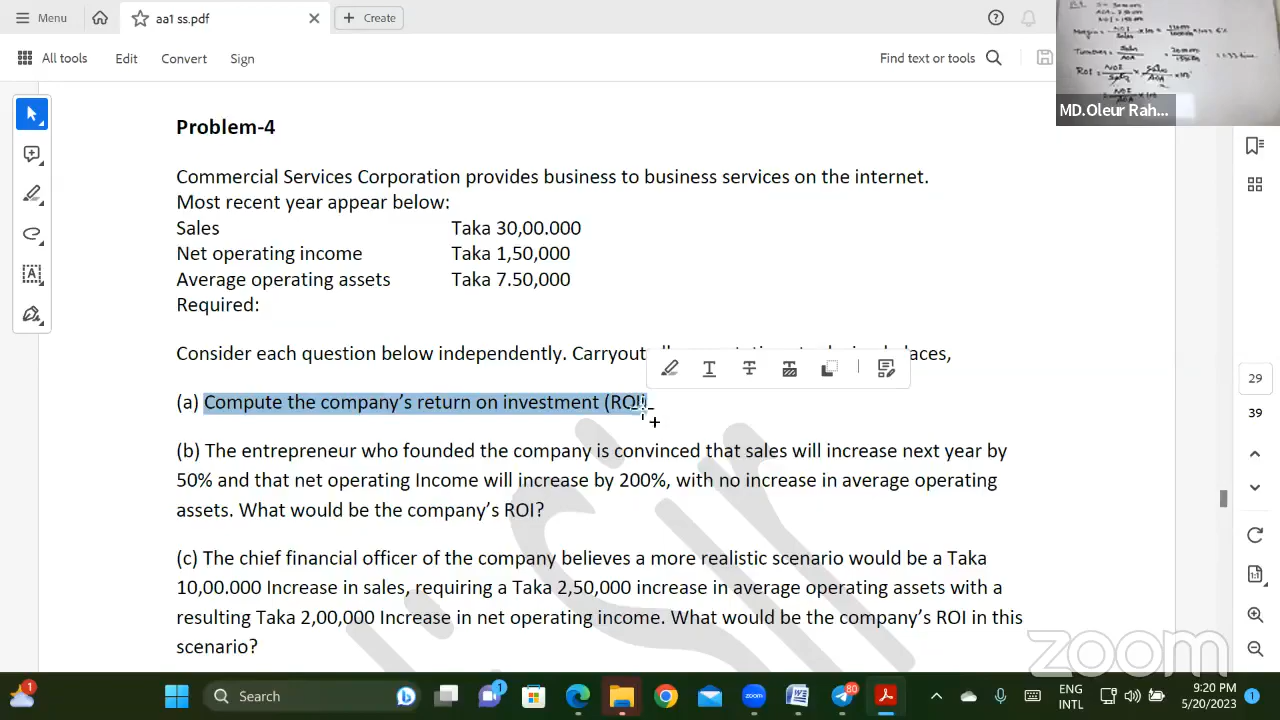 Menu
aa1 ss.pdf
Create
All tools
Edit
Convert
Sign
Find text or tools
MD.Oleur Rah...
Problem-4
Commercial Services Corporation provides business to business services on the internet.
Most recent year appear below:
Sales Taka 30,00.000
Net operating income Taka 1,50,000
Average operating assets Taka 7.50,000
Required:
Consider each question below independently. Carryout
(a) Compute the company's return on investment (ROI)
(b) The entrepreneur who founded the company is convinced that sales will increase next year by
50% and that net operating Income will increase by 200%, with no increase in average operating
assets. What would be the company's ROI?
(c) The chief financial officer of the company believes a more realistic scenario would be a Taka
10,00.000 Increase in sales, requiring a Taka 2,50,000 increase in average operating assets with a
resulting Taka 2,00,000 Increase in net operating income. What would be the company's ROI in this
scenario?
29
39
zoom
Search
ENG
INTL
9:20 PM
5/20/2023